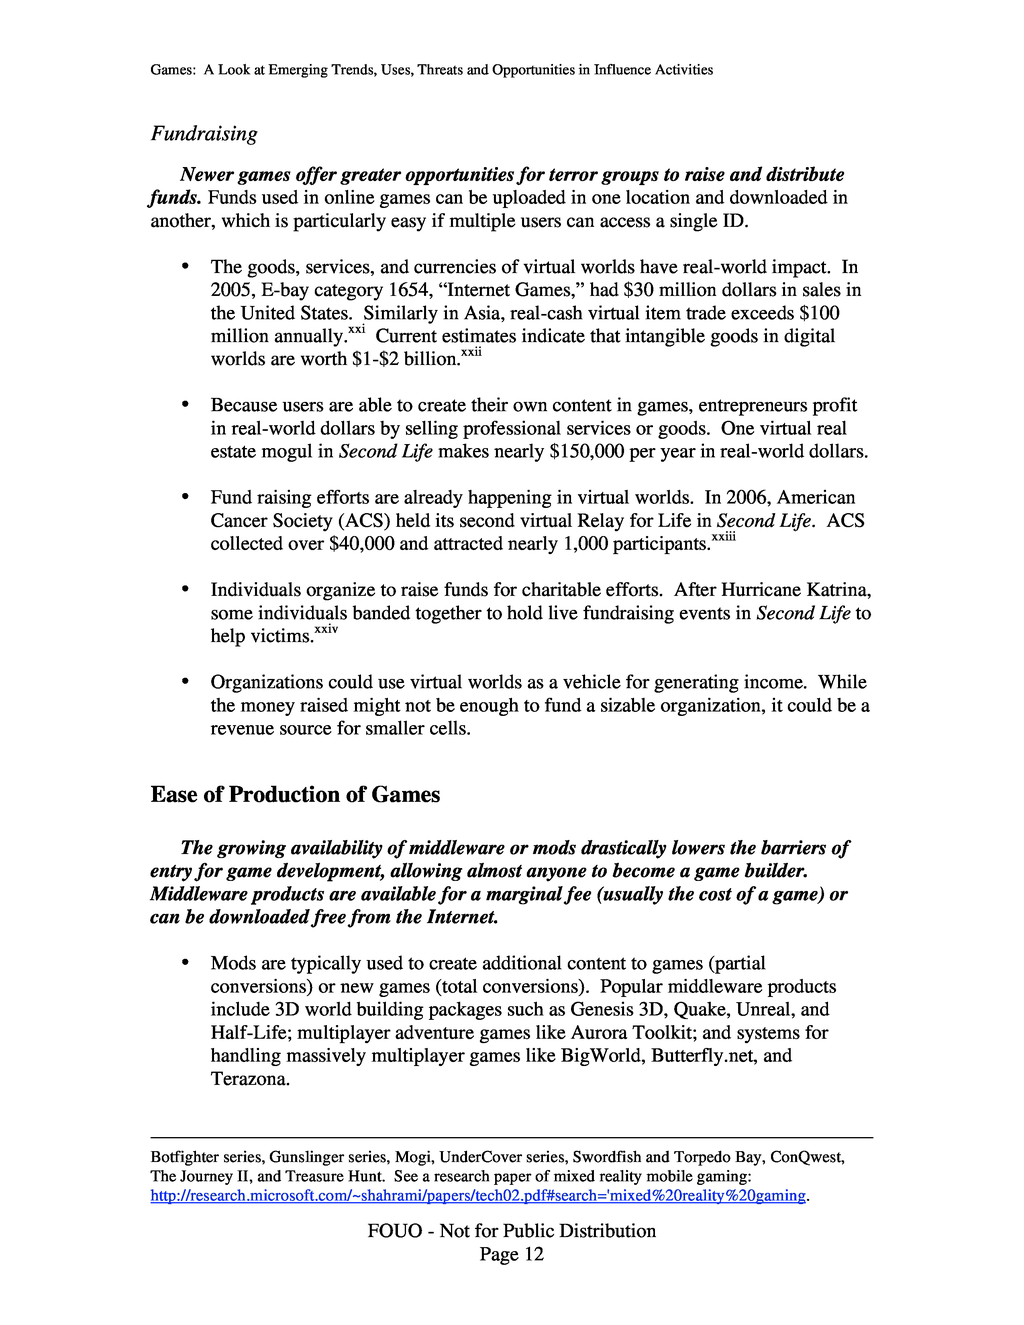 Games: A Look at Emerging Trends, Uses, Threats and Opportunities in Influence Activities
Fundraising
Newer games offer greater opportunities for terror groups to raise and distribute
funds. Funds used in online games can be uploaded in one location and downloaded in
another, which is particularly easy if multiple users can access a single ID.
• The goods, services, and currencies of virtual worlds have real-world impact. In
2005, E-bay category 1654, “Internet Games,” had $30 million dollars in sales in
the United States. Similarly in Asia, real-cash virtual item trade exceeds $100
million annually.xxi Current estimates indicate that intangible goods in digital
worlds are worth $1-$2 billion.xxii
• Because users are able to create their own content in games, entrepreneurs profit
in real-world dollars by selling professional services or goods. One virtual real
estate mogul in Second Life makes nearly $150,000 per year in real-world dollars.
• Fund raising efforts are already happening in virtual worlds. In 2006, American
Cancer Society (ACS) held its second virtual Relay for Life in Second Life. ACS
collected over $40,000 and attracted nearly 1,000 participants.xxiii
• Individuals organize to raise funds for charitable efforts. After Hurricane Katrina,
some individuals banded together to hold live fundraising events in Second Life to
help victims.xxiv
• Organizations could use virtual worlds as a vehicle for generating income. While
the money raised might not be enough to fund a sizable organization, it could be a
revenue source for smaller cells.
Ease of Production of Games
The growing availability of middleware or mods drastically lowers the barriers of
entry for game development, allowing almost anyone to become a game builder.
Middleware products are available for a marginal fee (usually the cost of a game) or
can be downloaded free from the Internet.
• Mods are typically used to create additional content to games (partial
conversions) or new games (total conversions). Popular middleware products
include 3D world building packages such as Genesis 3D, Quake, Unreal, and
Half-Life; multiplayer adventure games like Aurora Toolkit; and systems for
handling massively multiplayer games like BigWorld, Butterfly.net, and
Terazona.
Botfighter series, Gunslinger series, Mogi, UnderCover series, Swordfish and Torpedo Bay, ConQwest,
The Journey II, and Treasure Hunt. See a research paper of mixed reality mobile gaming:
http://research.microsoft.com/~shahrami/papers/tech02.pdf#search='mixed%20reality%20gaming.
FOUO - Not for Public Distribution
Page 12